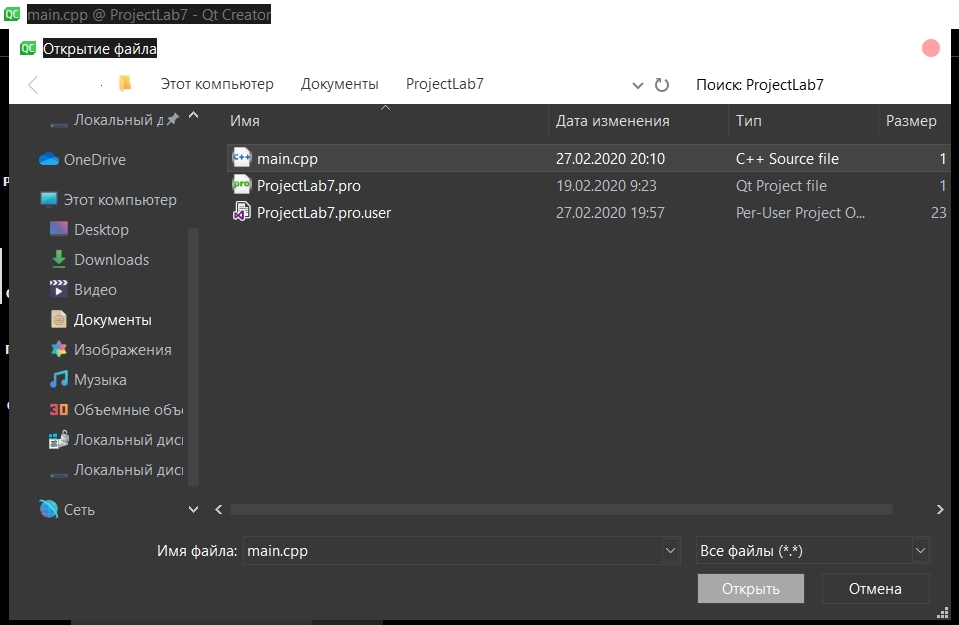 main.cpp @ ProjectLab7 - Qt Creator
Открытие файла
Этот компьютер Документы ProjectLab7 Поиск: ProjectLab7
Локальный д
Имя Дата изменения Тип Размер
OneDrive
Этот компьютер
Desktop
Downloads
Видео
Документы
Изображения
Музыка
Объемные объ
Локальный дис
Локальный дис
Сеть
main.cpp 27.02.2020 20:10 C++ Source file 1
ProjectLab7.pro 19.02.2020 9:23 Qt Project file 1
ProjectLab7.pro.user 27.02.2020 19:57 Per-User Project O... 23
Имя файла: main.cpp Все файлы (*.*)
Открыть Отмена